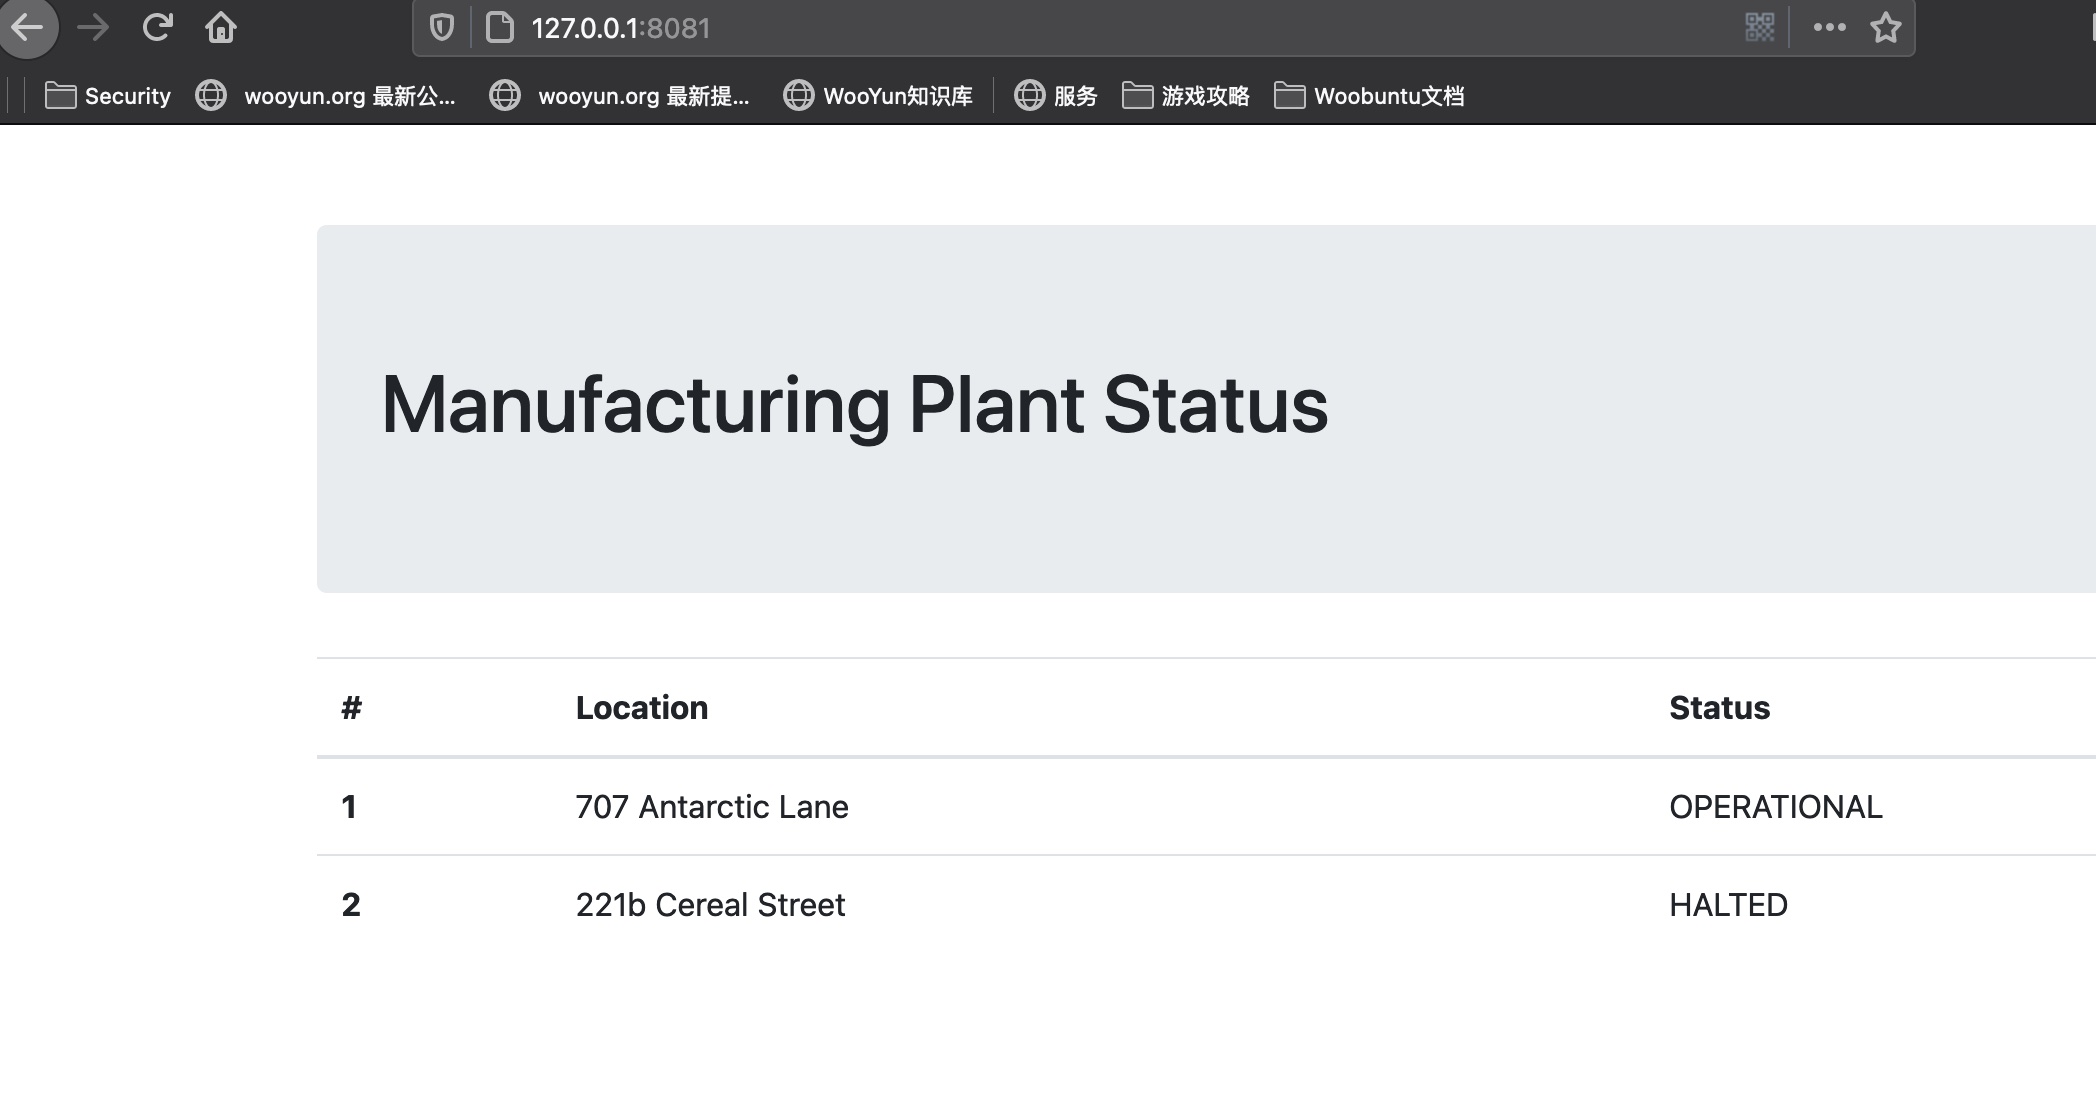 127.0.0.1:8081
Security wooyun.org 最新公... wooyun.org 最新提... WooYun知识库 服务 游戏攻略 Woobuntu文档
Manufacturing Plant Status
# Location Status
1 707 Antarctic Lane OPERATIONAL
2 221b Cereal Street HALTED